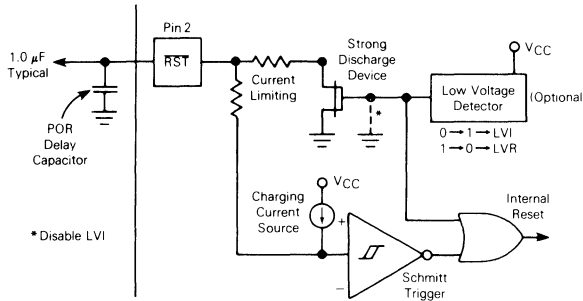 Pin 2
1.0 μF
Typical
RST
POR
Delay
Capacitor
Current
Limiting
Strong
Discharge
Device
*
VCC
Low Voltage
Detector
(Optional
0→1→LVI
1→0→LVR
* Disable LVI
Charging
Current
Source
VCC
+
−
Schmitt
Trigger
Internal
Reset